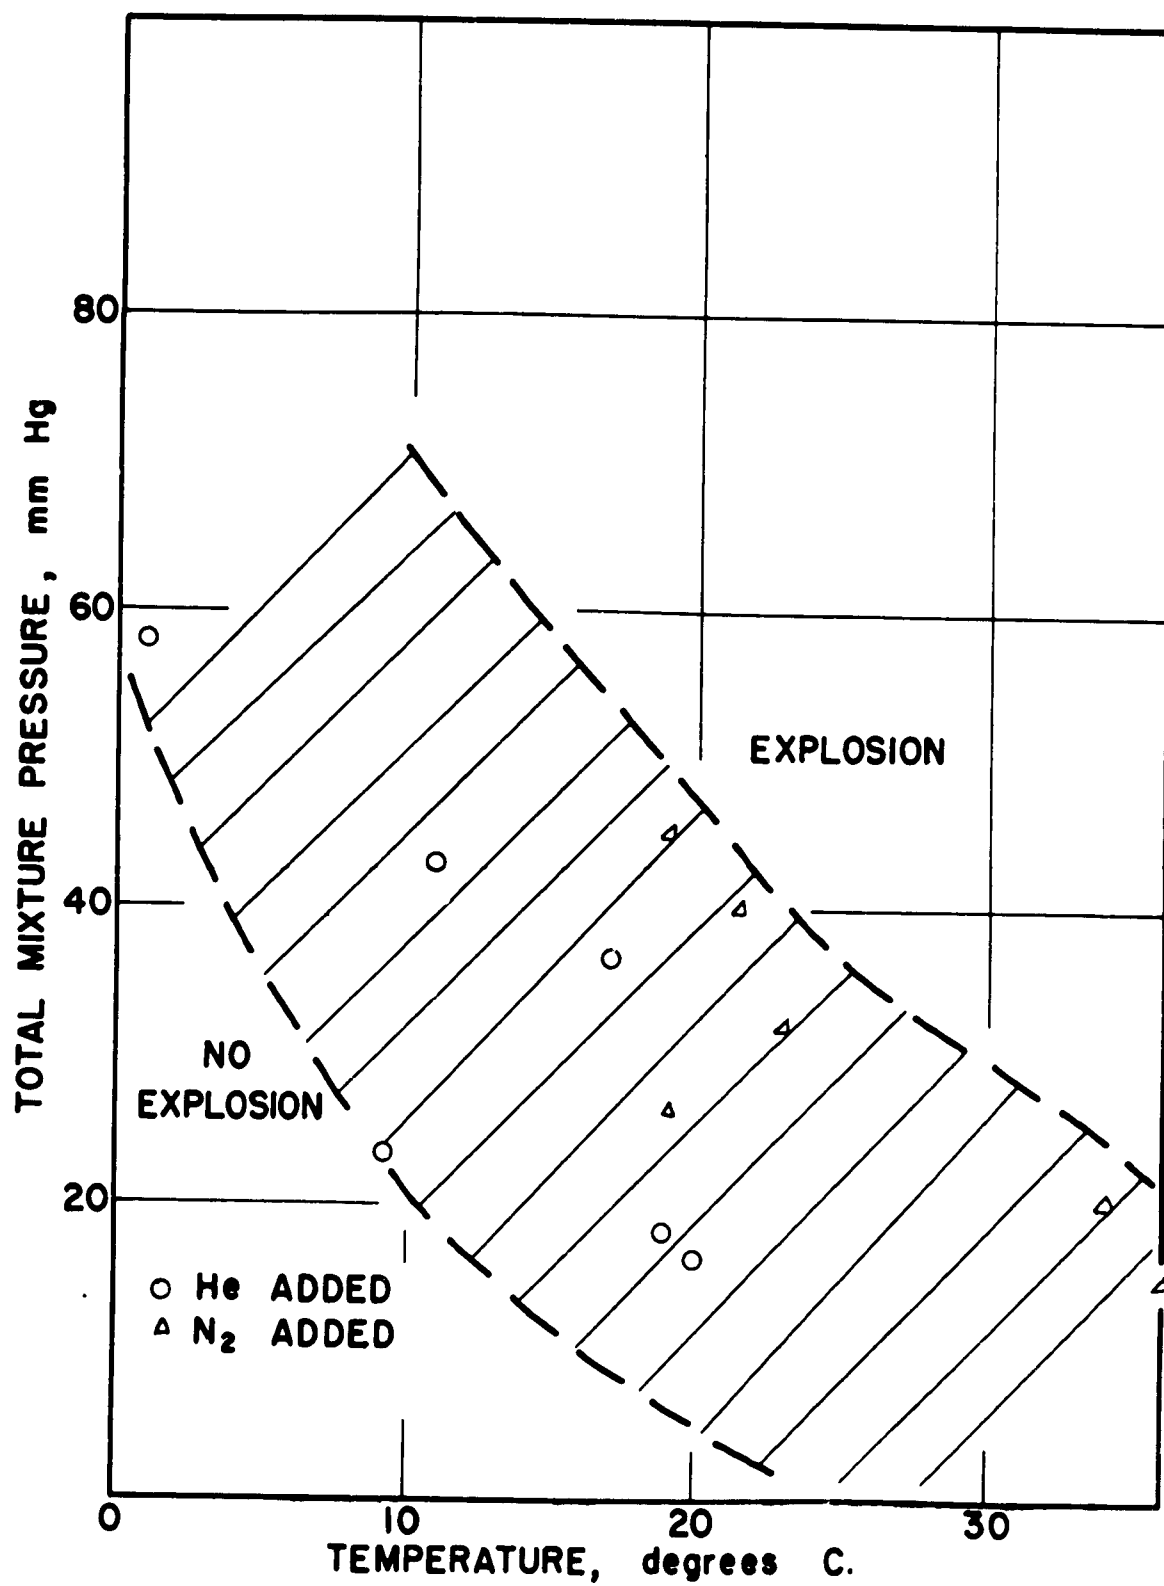 80
60
40
20
TOTAL MIXTURE PRESSURE, mm Hg
EXPLOSION
NO
EXPLOSION
He ADDED
N₂ ADDED
0 10 20 30
TEMPERATURE, degrees C.